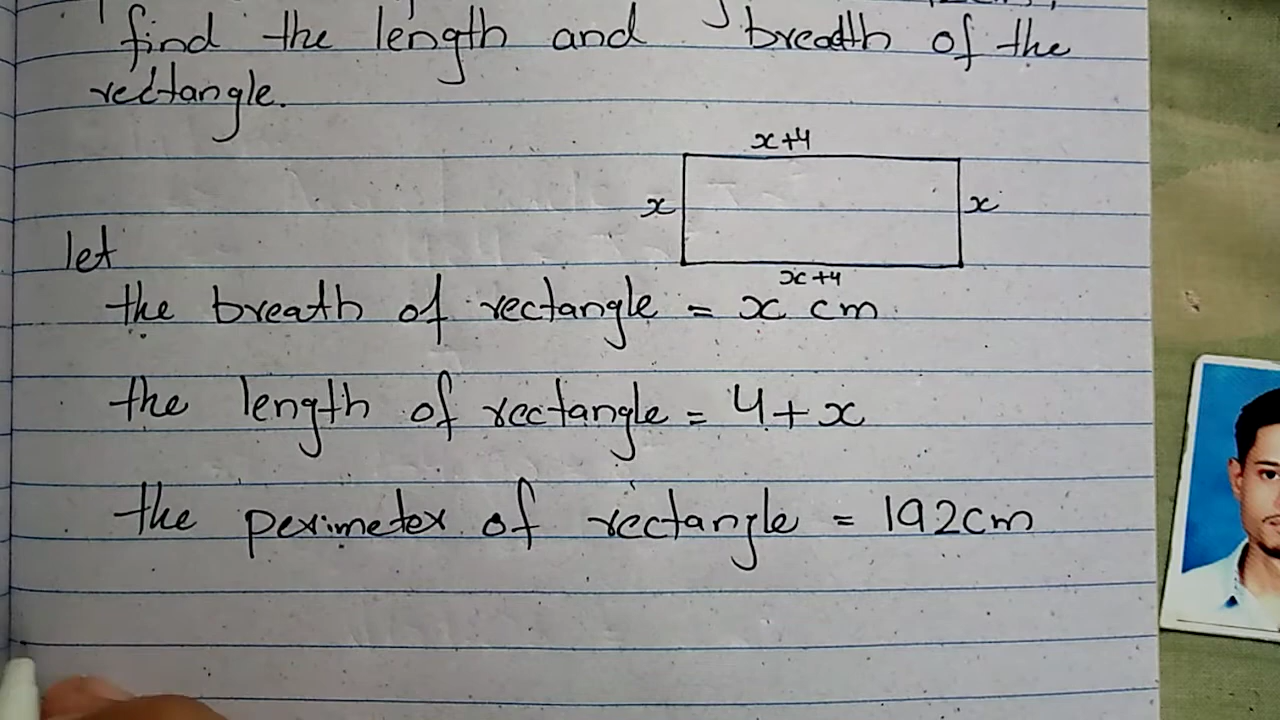 find the length and breadth of the
rectangle.
x+4
x
x
let
x+4
the breath of rectangle = x cm
the length of rectangle = 4+x
the perimeter of rectangle = 192cm